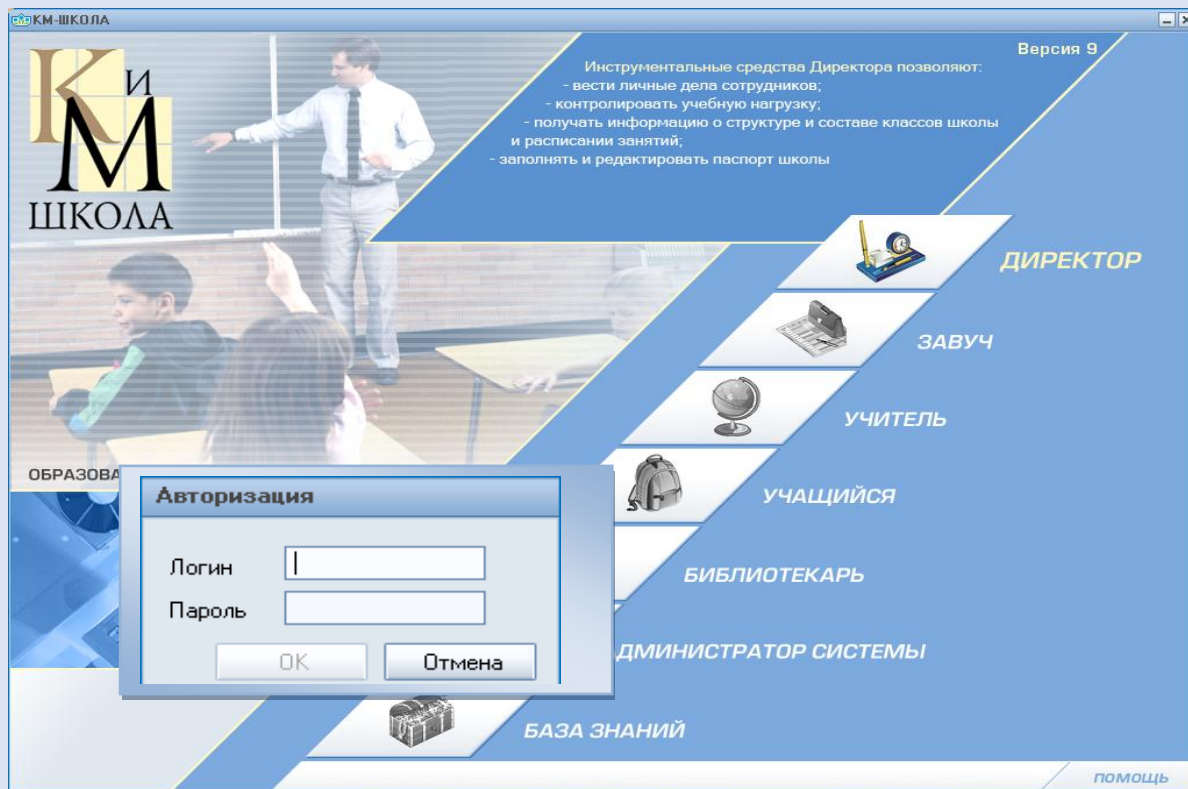 КМ-ШКОЛА
Версия 9
Инструментальные средства Директора позволяют:
- вести личные дела сотрудников;
- контролировать учебную нагрузку;
- получать информацию о структуре и составе классов школы
и расписании занятий;
- заполнять и редактировать паспорт школы
К И
М
ШКОЛА
ДИРЕКТОР
ЗАВУЧ
УЧИТЕЛЬ
УЧАЩИЙСЯ
БИБЛИОТЕКАРЬ
ДМИНИСТРАТОР СИСТЕМЫ
БАЗА ЗНАНИЙ
ОБРАЗОВА
Авторизация
Логин
Пароль
OK Отмена
ПОМОЩЬ